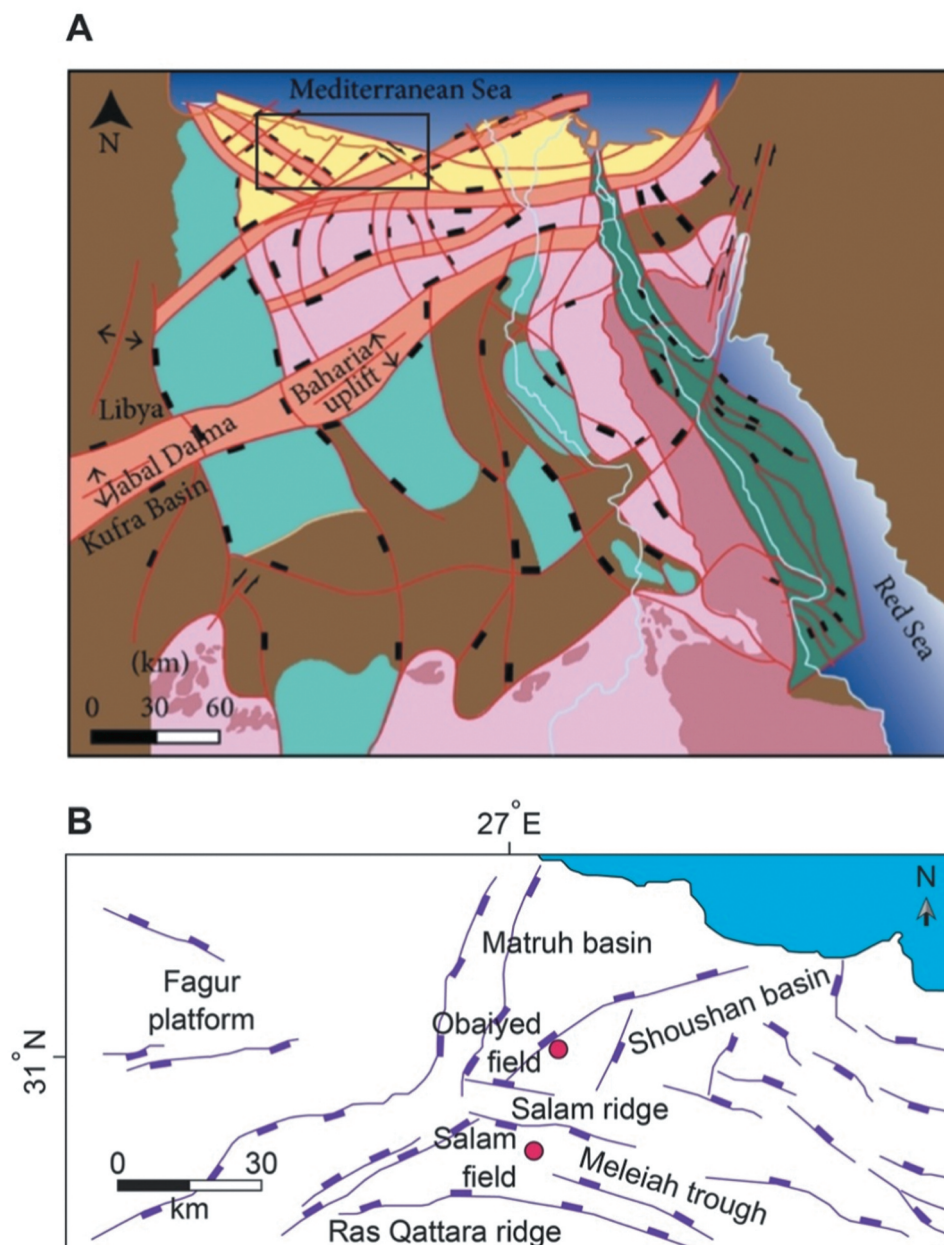 A
Mediterranean Sea
N
Baharia
uplift
Libya
Jabal Dalma
Kufra Basin
Red Sea
(km)
0 30 60
B
27°E
N
Matruh basin
Fagur
platform
Shoushan basin
Obaiyed
field
31°N
Salam ridge
Salam
field
Meleiah trough
0 30
km
Ras Qattara ridge